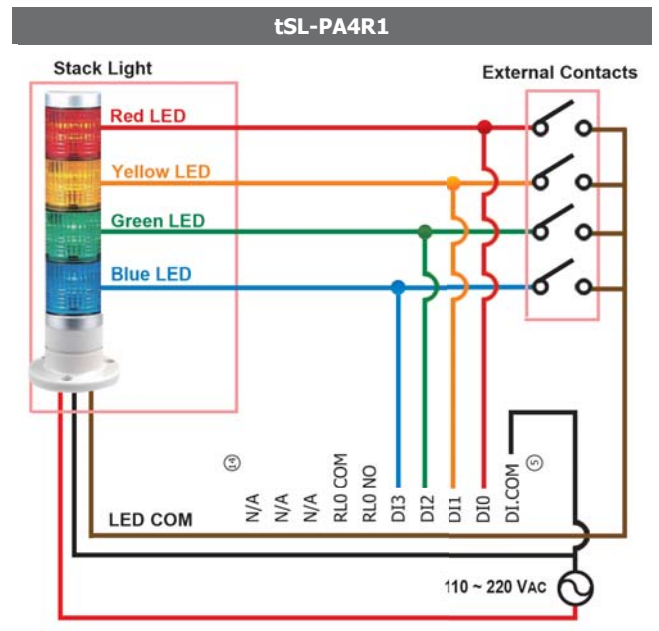 tSL-PA4R1
Stack Light
External Contacts
Red LED
Yellow LED
Green LED
Blue LED
14
N/A
N/A
N/A
RL0 COM
RL0 NO
DI3
DI2
DI1
DI0
DI.COM
5
LED COM
110 ~ 220 VAC